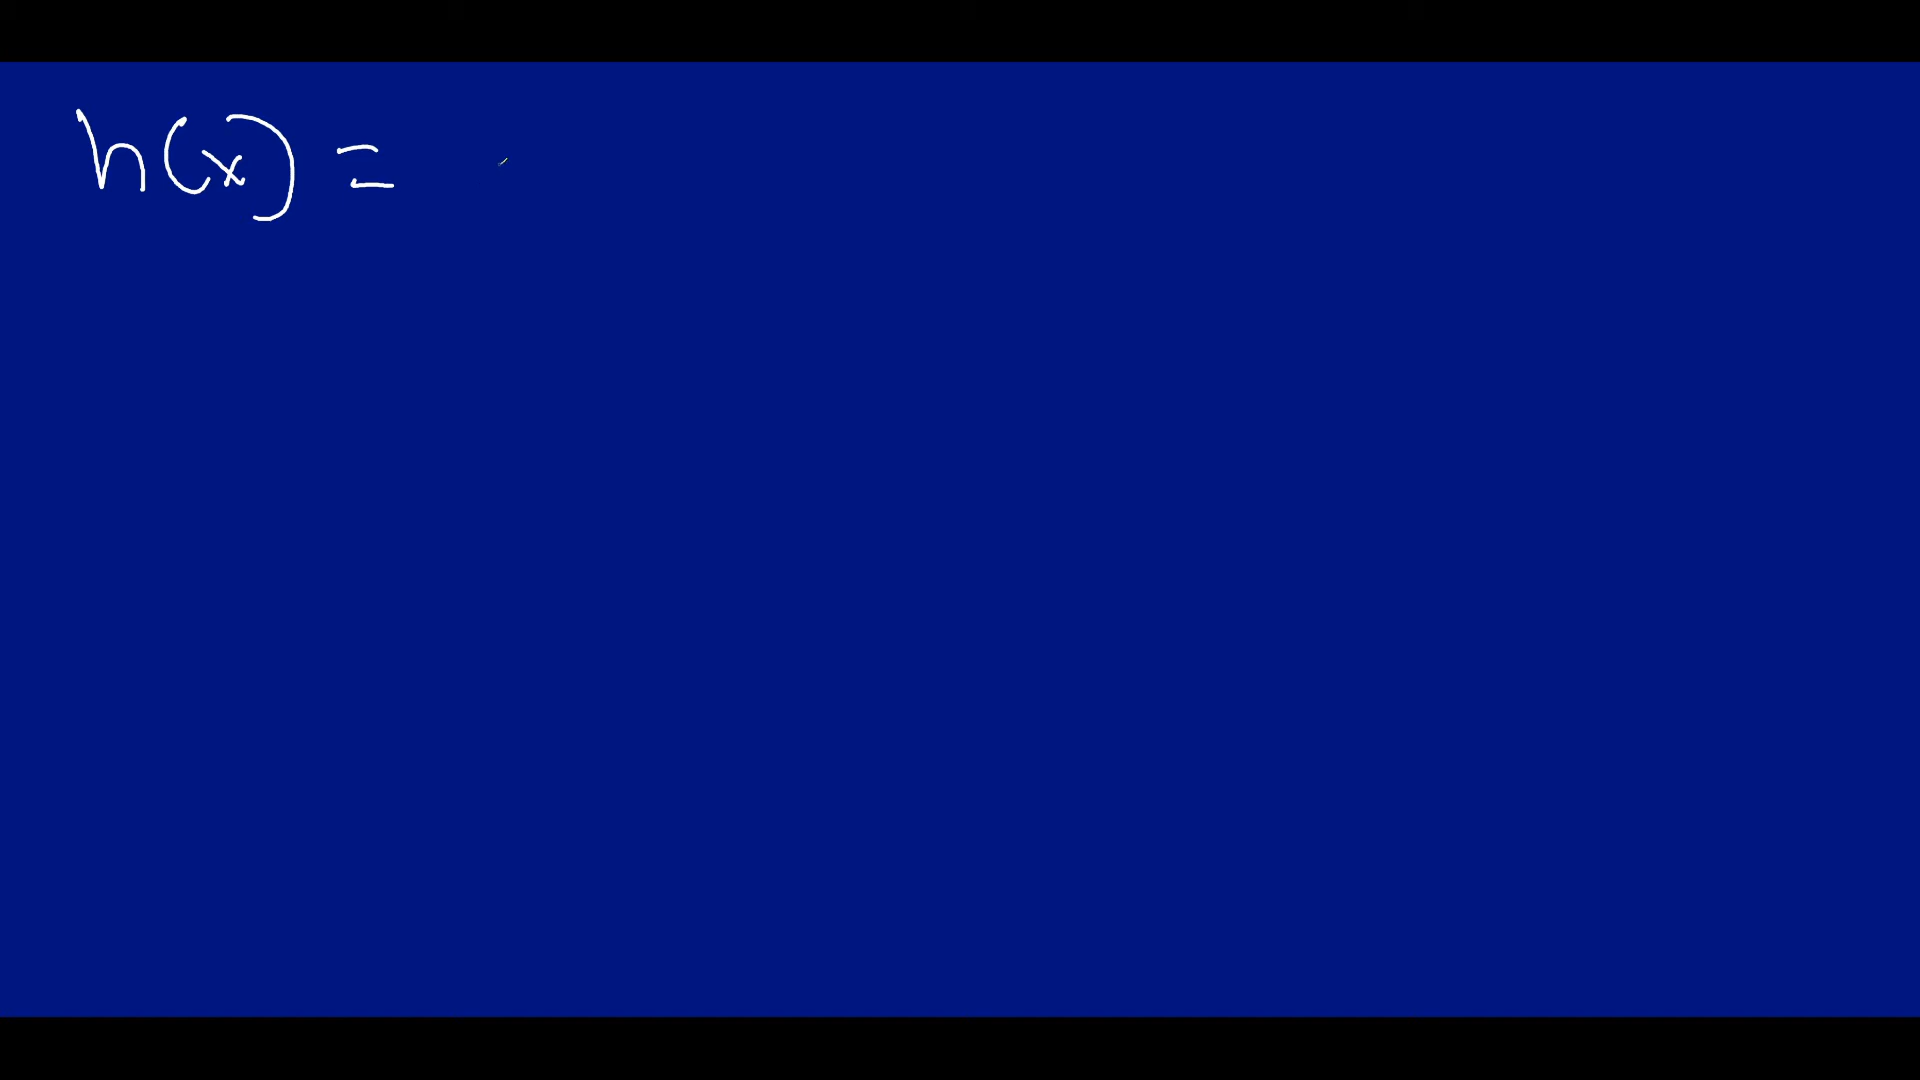 h(x) =